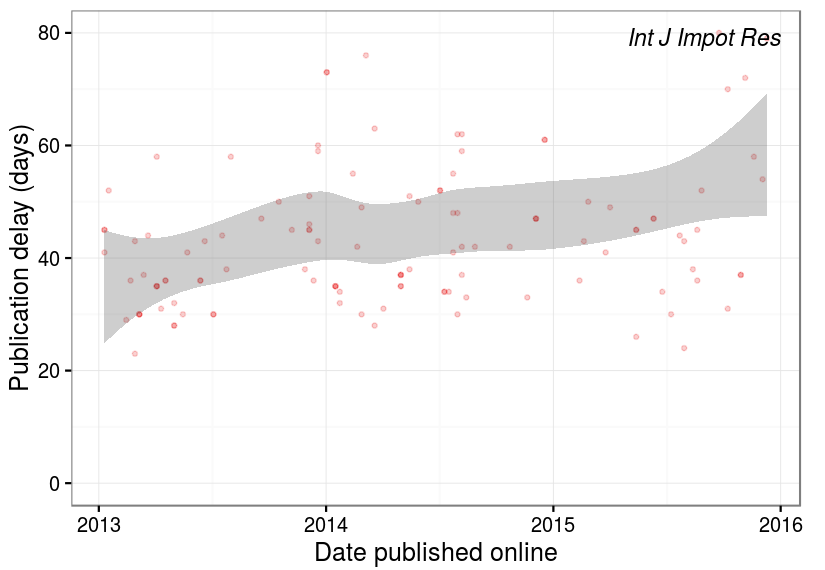 Int J Impot Res
80
60
40
20
0
Publication delay (days)
2013 2014 2015 2016
Date published online